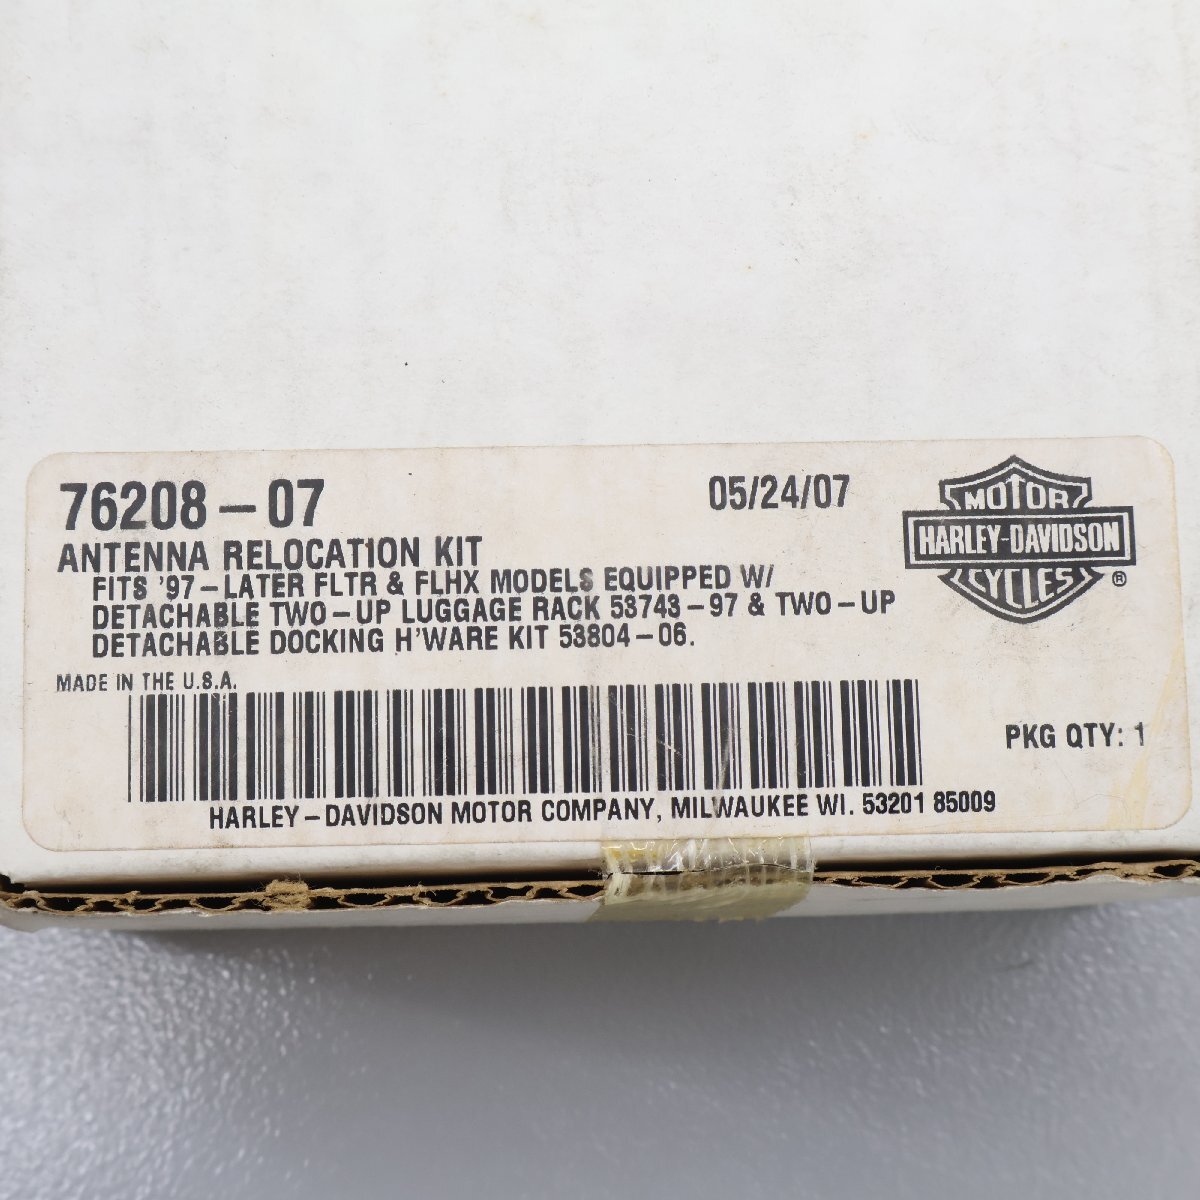 76208-07
05/24/07
ANTENNA RELOCATION KIT
FITS '97-LATER FLTR & FLHX MODELS EQUIPPED W/
DETACHABLE TWO-UP LUGGAGE RACK 53743-97 & TWO-UP
DETACHABLE DOCKING H'WARE KIT 53804-06.
MOTOR
HARLEY-DAVIDSON
CYCLES
®
MADE IN THE U.S.A.
PKG QTY: 1
HARLEY-DAVIDSON MOTOR COMPANY, MILWAUKEE WI. 53201 85009